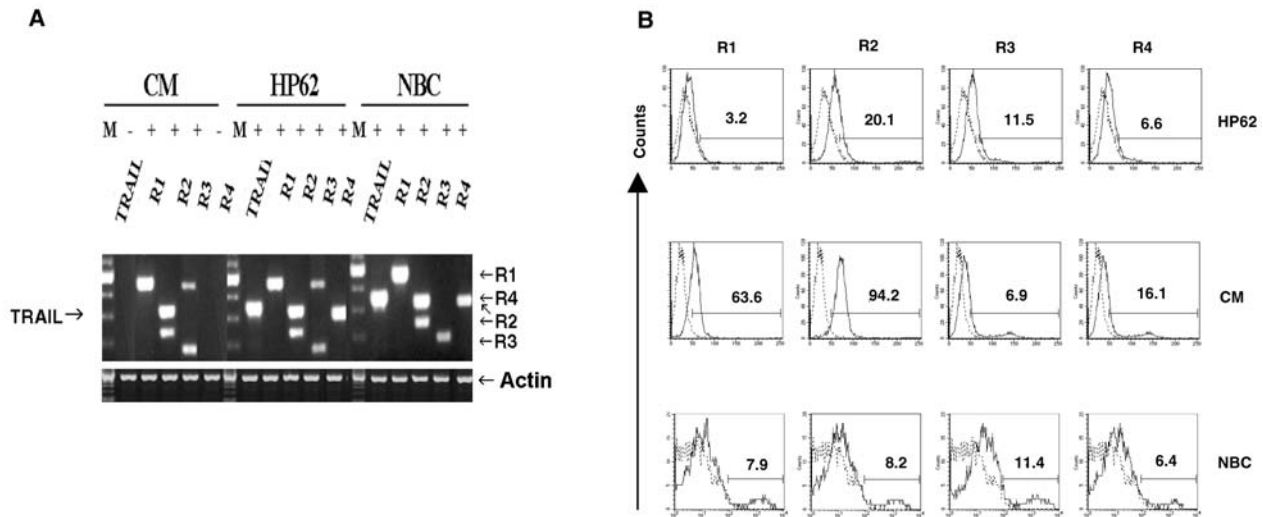 A
CM HP62 NBC
M - + + + - M + + + + + M + + + + +
TRAIL R1 R2 R3 R4 TRAIL R1 R2 R3 R4 TRAIL R1 R2 R3 R4
←R1
←R4
TRAIL→
←R2
←R3
← Actin
B
R1 R2 R3 R4
Counts
3.2 20.1 11.5 6.6 HP62
63.6 94.2 6.9 16.1 CM
7.9 8.2 11.4 6.4 NBC